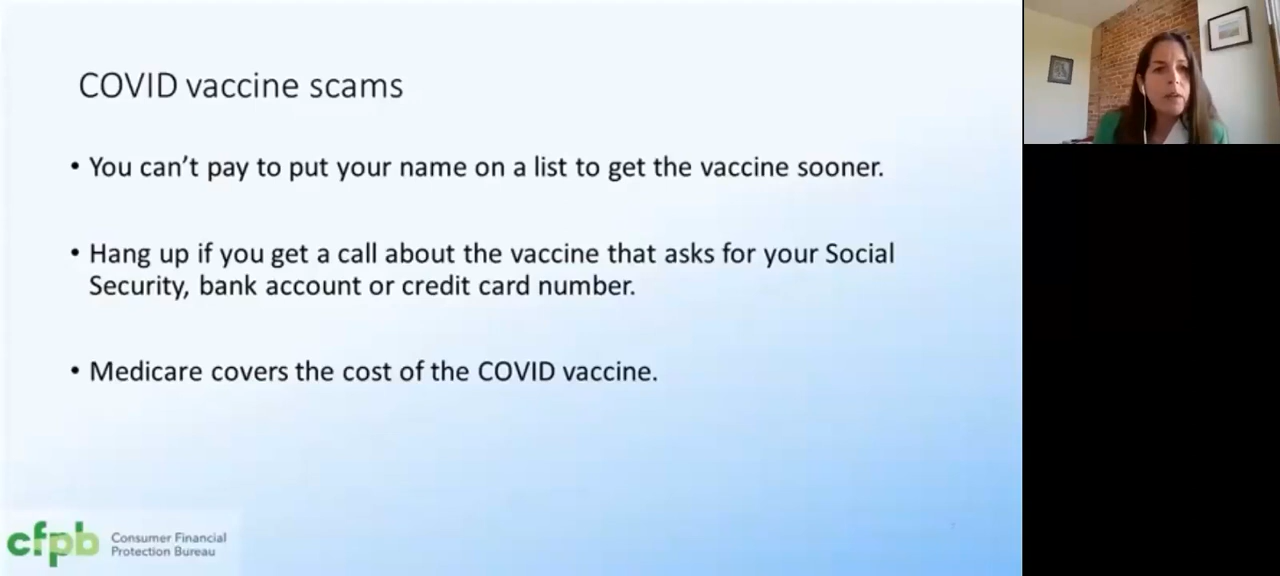 COVID vaccine scams
• You can’t pay to put your name on a list to get the vaccine sooner.
• Hang up if you get a call about the vaccine that asks for your Social
Security, bank account or credit card number.
• Medicare covers the cost of the COVID vaccine.
cfpb
Consumer Financial
Protection Bureau